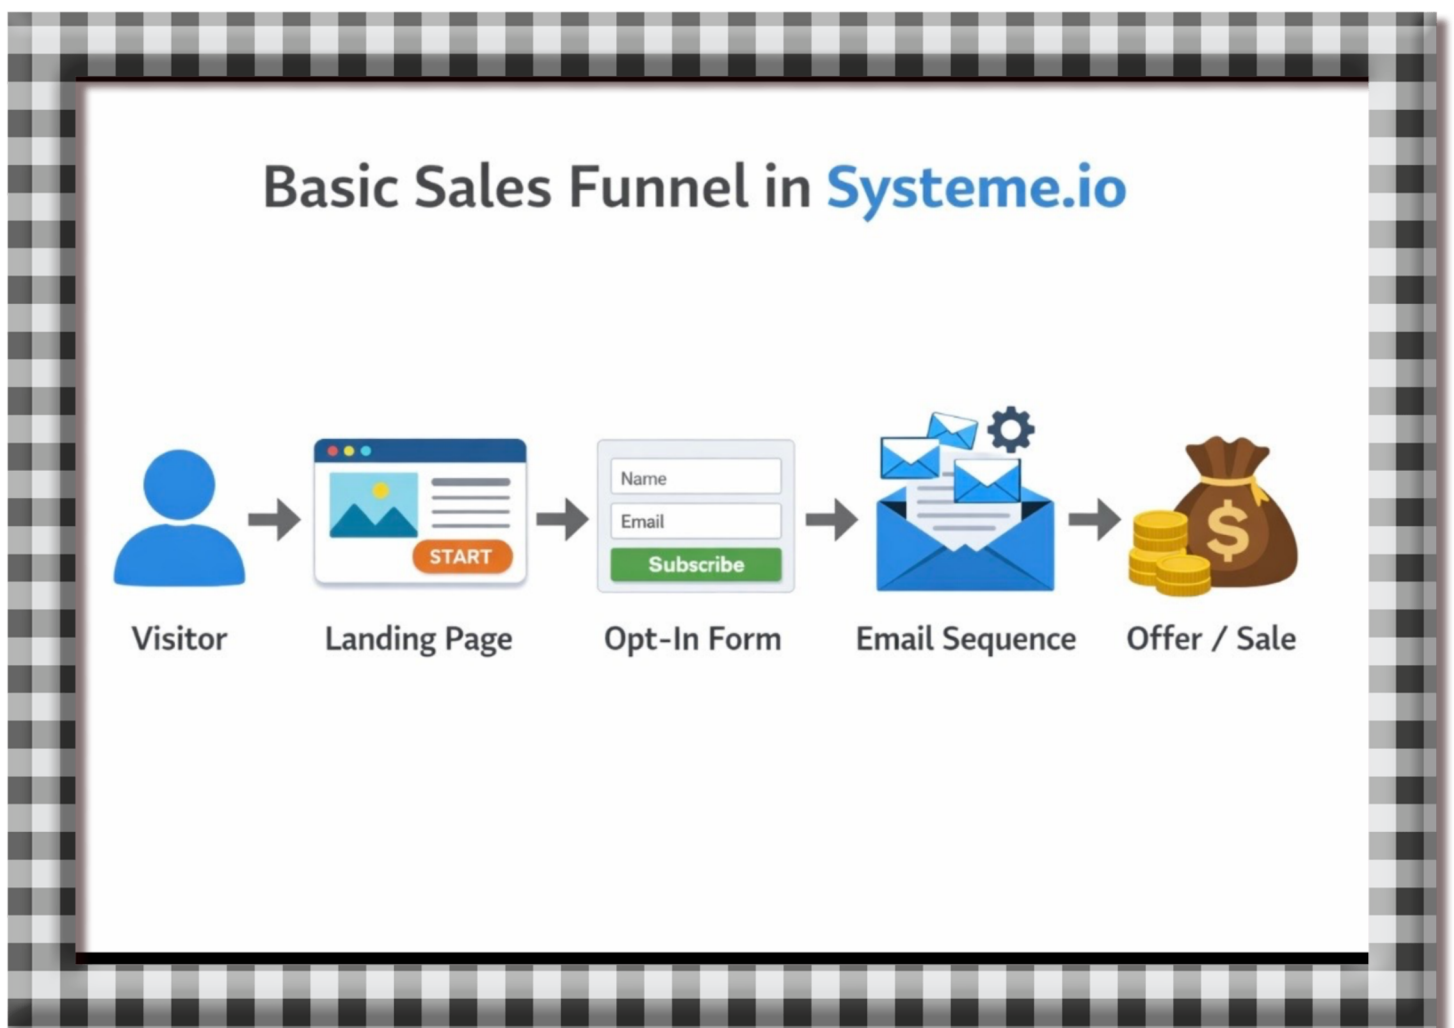 Basic Sales Funnel in Systeme.io
START
Name
Email
Subscribe
$
Visitor
Landing Page
Opt-In Form
Email Sequence
Offer / Sale